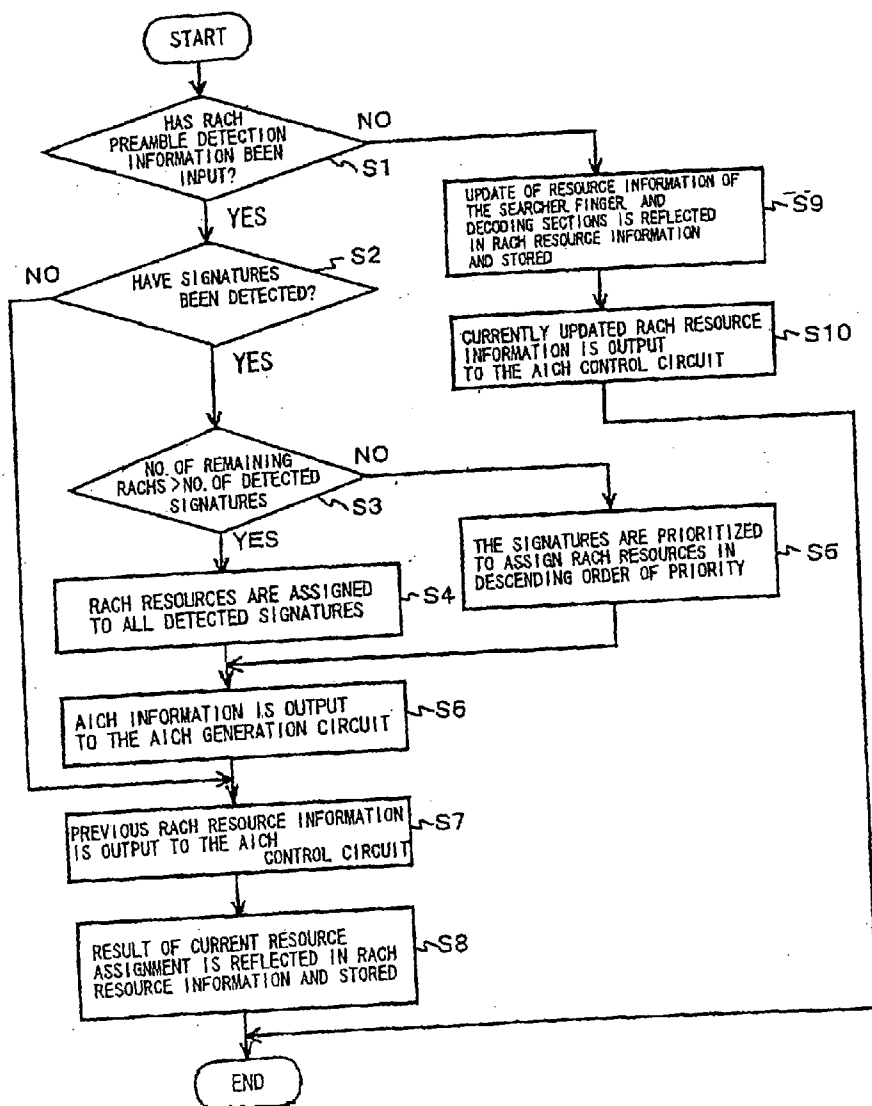 START
HAS RACH
PREAMBLE DETECTION
INFORMATION BEEN
INPUT?
NO
S1
YES
UPDATE OF RESOURCE INFORMATION OF
THE SEARCHER, FINGER, AND
DECODING SECTIONS IS REFLECTED
IN RACH RESOURCE INFORMATION
AND STORED
S9
S2
NO
HAVE SIGNATURES
BEEN DETECTED?
YES
CURRENTLY UPDATED RACH RESOURCE
INFORMATION IS OUTPUT
TO THE AICH CONTROL CIRCUIT
S10
NO. OF REMAINING
RACHS > NO. OF DETECTED
SIGNATURES
NO
S3
YES
THE SIGNATURES ARE PRIORITIZED
TO ASSIGN RACH RESOURCES IN
DESCENDING ORDER OF PRIORITY
S5
RACH RESOURCES ARE ASSIGNED
TO ALL DETECTED SIGNATURES
S4
AICH INFORMATION IS OUTPUT
TO THE AICH GENERATION CIRCUIT
S6
PREVIOUS RACH RESOURCE INFORMATION
IS OUTPUT TO THE AICH
CONTROL CIRCUIT
S7
RESULT OF CURRENT RESOURCE
ASSIGNMENT IS REFLECTED IN RACH
RESOURCE INFORMATION AND STORED
S8
END